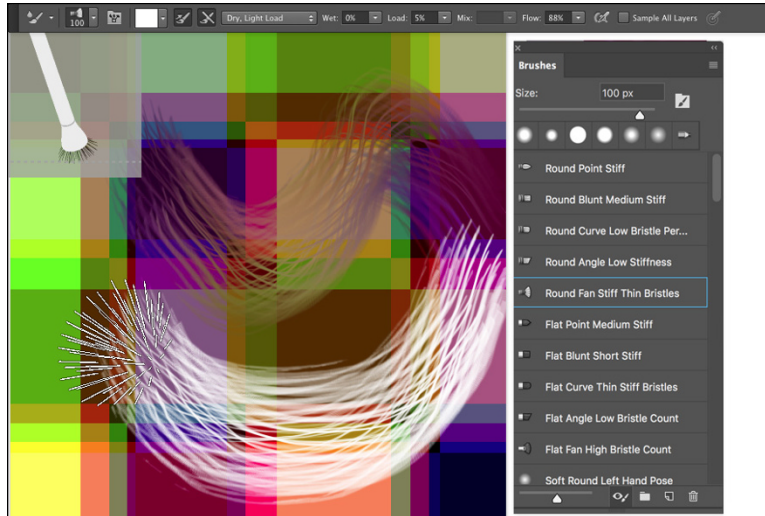 100
Dry, Light Load
Wet: 0%
Load: 5%
Mix:
Flow: 88%
Sample All Layers
Brushes
Size:
100 px
Round Point Stiff
Round Blunt Medium Stiff
Round Curve Low Bristle Per...
Round Angle Low Stiffness
Round Fan Stiff Thin Bristles
Flat Point Medium Stiff
Flat Blunt Short Stiff
Flat Curve Thin Stiff Bristles
Flat Angle Low Bristle Count
Flat Fan High Bristle Count
Soft Round Left Hand Pose